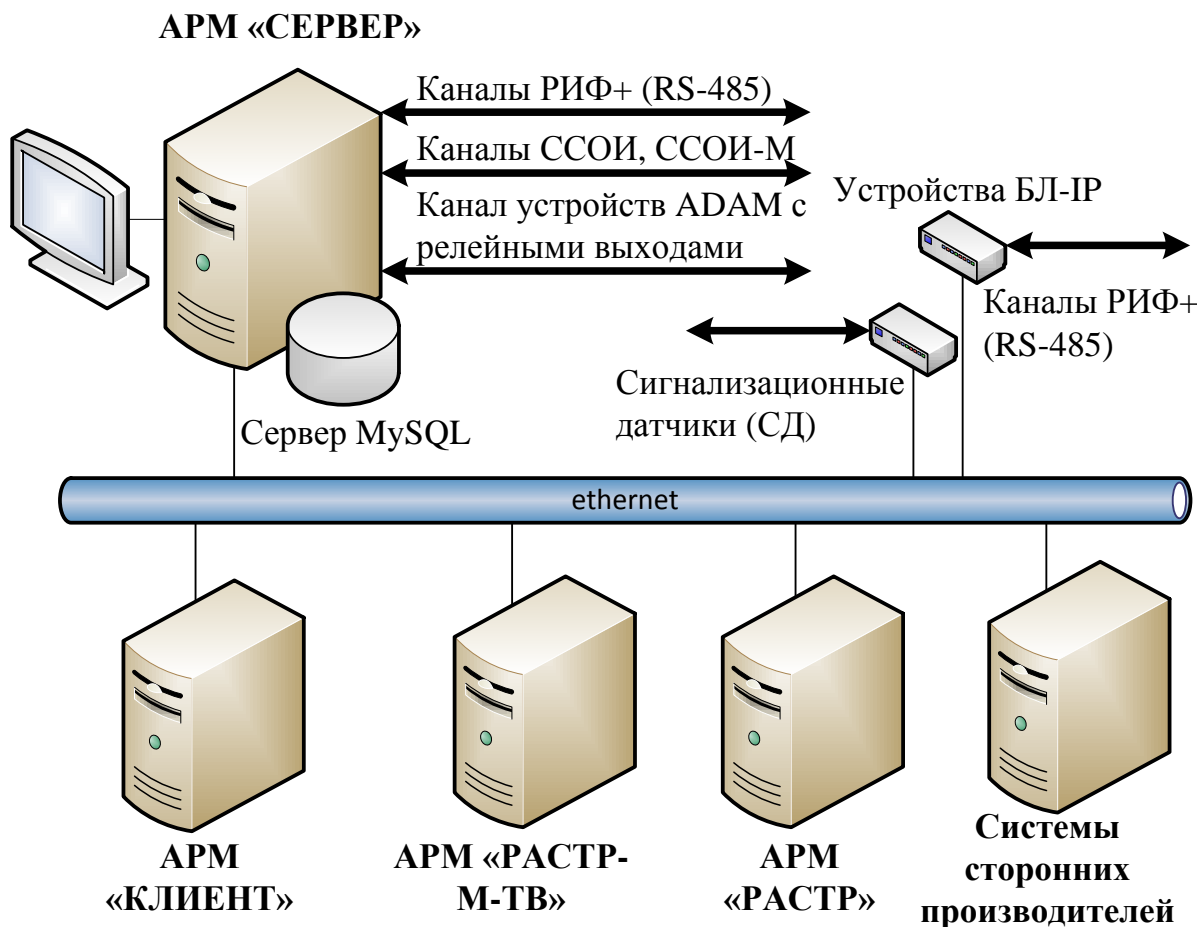 АРМ «СЕРВЕР»
Каналы РИФ+ (RS-485)
Каналы ССОИ, ССОИ-М
Канал устройств ADAM с
релейными выходами
Устройства БЛ-IP
Каналы РИФ+
(RS-485)
Сигнализационные
датчики (СД)
Сервер MySQL
ethernet
АРМ
«КЛИЕНТ»
АРМ «РАСТР-
М-ТВ»
АРМ
«РАСТР»
Системы
сторонних
производителей